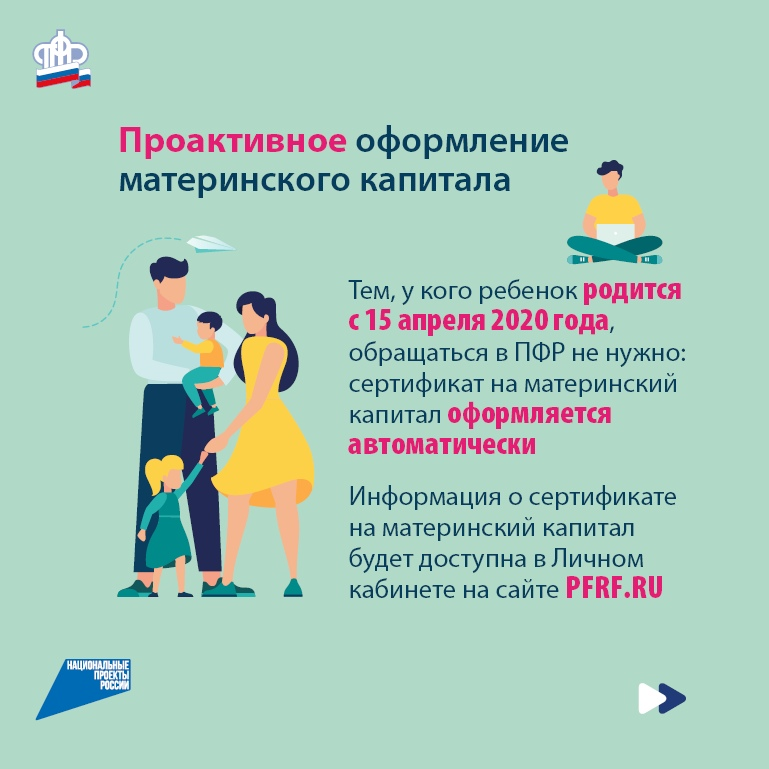 ПФР
Проактивное оформление
материнского капитала
Тем, у кого ребенок родится
с 15 апреля 2020 года,
обращаться в ПФР не нужно:
сертификат на материнский
капитал оформляется
автоматически
Информация о сертификате
на материнский капитал
будет доступна в Личном
кабинете на сайте PFRF.RU
НАЦИОНАЛЬНЫЕ
ПРОЕКТЫ
РОССИИ